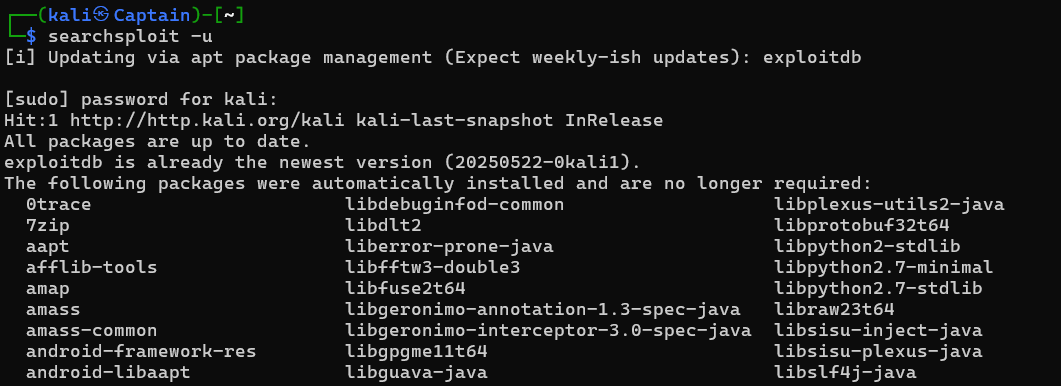 ┌──(kali㉿Captain)-[~]
└─$ searchsploit -u
[i] Updating via apt package management (Expect weekly-ish updates): exploitdb

[sudo] password for kali:
Hit:1 http://http.kali.org/kali kali-last-snapshot InRelease
All packages are up to date.
exploitdb is already the newest version (20250522-0kali1).
The following packages were automatically installed and are no longer required:
  0trace                       libdebuginfod-common                   libplexus-utils2-java
  7zip                         libdlt2                                libprotobuf32t64
  aapt                         liberror-prone-java                    libpython2-stdlib
  afflib-tools                 libfftw3-double3                       libpython2.7-minimal
  amap                         libfuse2t64                            libpython2.7-stdlib
  amass                        libgeronimo-annotation-1.3-spec-java   libraw23t64
  amass-common                 libgeronimo-interceptor-3.0-spec-java  libsisu-inject-java
  android-framework-res        libgpgme11t64                          libsisu-plexus-java
  android-libaapt              libguava-java                          libslf4j-java